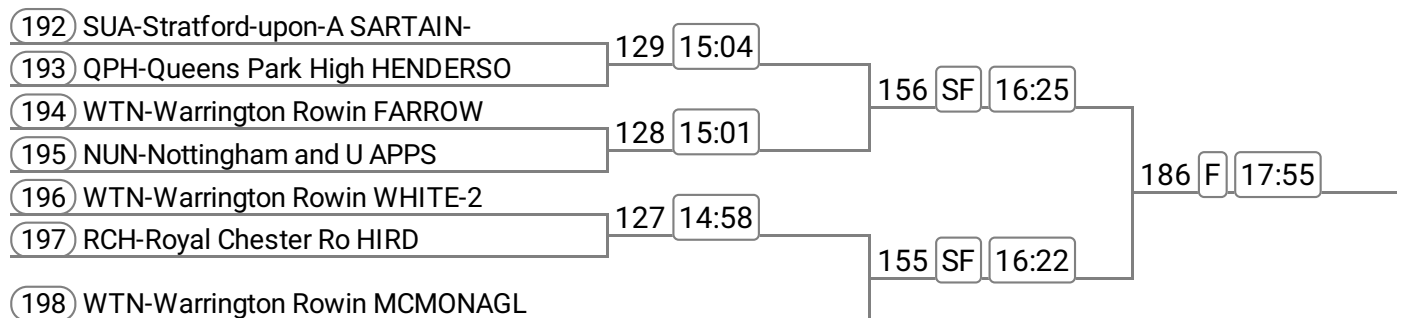 192 SUA-Stratford-upon-A SARTAIN-
129 15:04
193 QPH-Queens Park High HENDERSO
156 SF 16:25
194 WTN-Warrington Rowin FARROW
128 15:01
195 NUN-Nottingham and U APPS
186 F 17:55
196 WTN-Warrington Rowin WHITE-2
127 14:58
197 RCH-Royal Chester Ro HIRD
155 SF 16:22
198 WTN-Warrington Rowin MCMONAGL